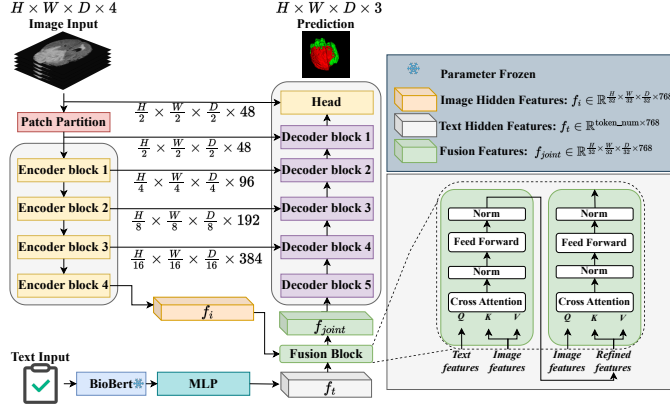 H × W × D × 4
Image Input
H × W × D × 3
Prediction
Patch Partition
H/2 × W/2 × D/2 × 48
Head
H/2 × W/2 × D/2 × 48
Decoder block 1
Encoder block 1
H/4 × W/4 × D/4 × 96
Decoder block 2
Encoder block 2
H/8 × W/8 × D/8 × 192
Decoder block 3
Encoder block 3
H/16 × W/16 × D/16 × 384
Decoder block 4
Encoder block 4
Decoder block 5
f_i
f_joint
Fusion Block
Text Input
BioBert
MLP
f_t
Parameter Frozen
Image Hidden Features: f_i ∈ ℝ^{H/32 × W/32 × D/32 × 768}
Text Hidden Features: f_t ∈ ℝ^{token_num×768}
Fusion Features: f_joint ∈ ℝ^{H/32 × W/32 × D/32 × 768}
Norm
Feed Forward
Norm
Cross Attention
Q K V
Text features
Image features
Norm
Feed Forward
Norm
Cross Attention
Q K V
Image features
Refined features